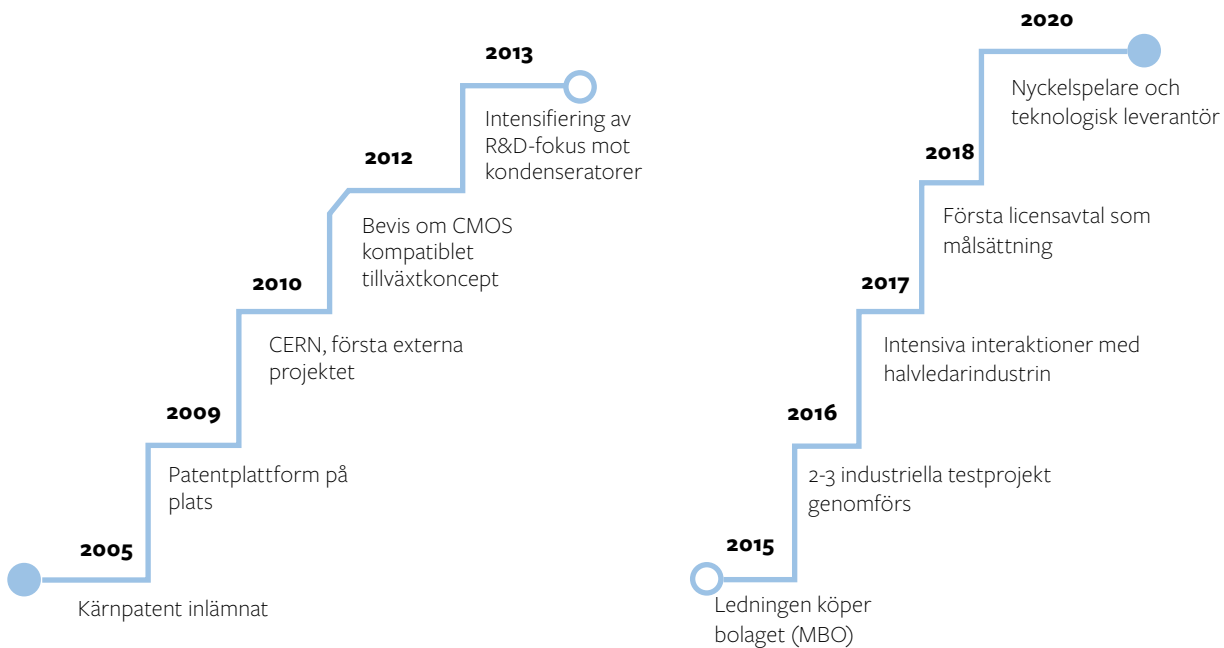 2005
Kärnpatent inlämnat
2009
Patentplattform på
plats
2010
CERN, första externa
projektet
2012
Bevis om CMOS
kompatiblet
tillväxtkoncept
2013
Intensifiering av
R&D-fokus mot
kondenseratorer
2015
Ledningen köper
bolaget (MBO)
2016
2-3 industriella testprojekt
genomförs
2017
Intensiva interaktioner med
halvledarindustrin
2018
Första licensavtal som
målsättning
2020
Nyckelspelare och
teknologisk leverantör